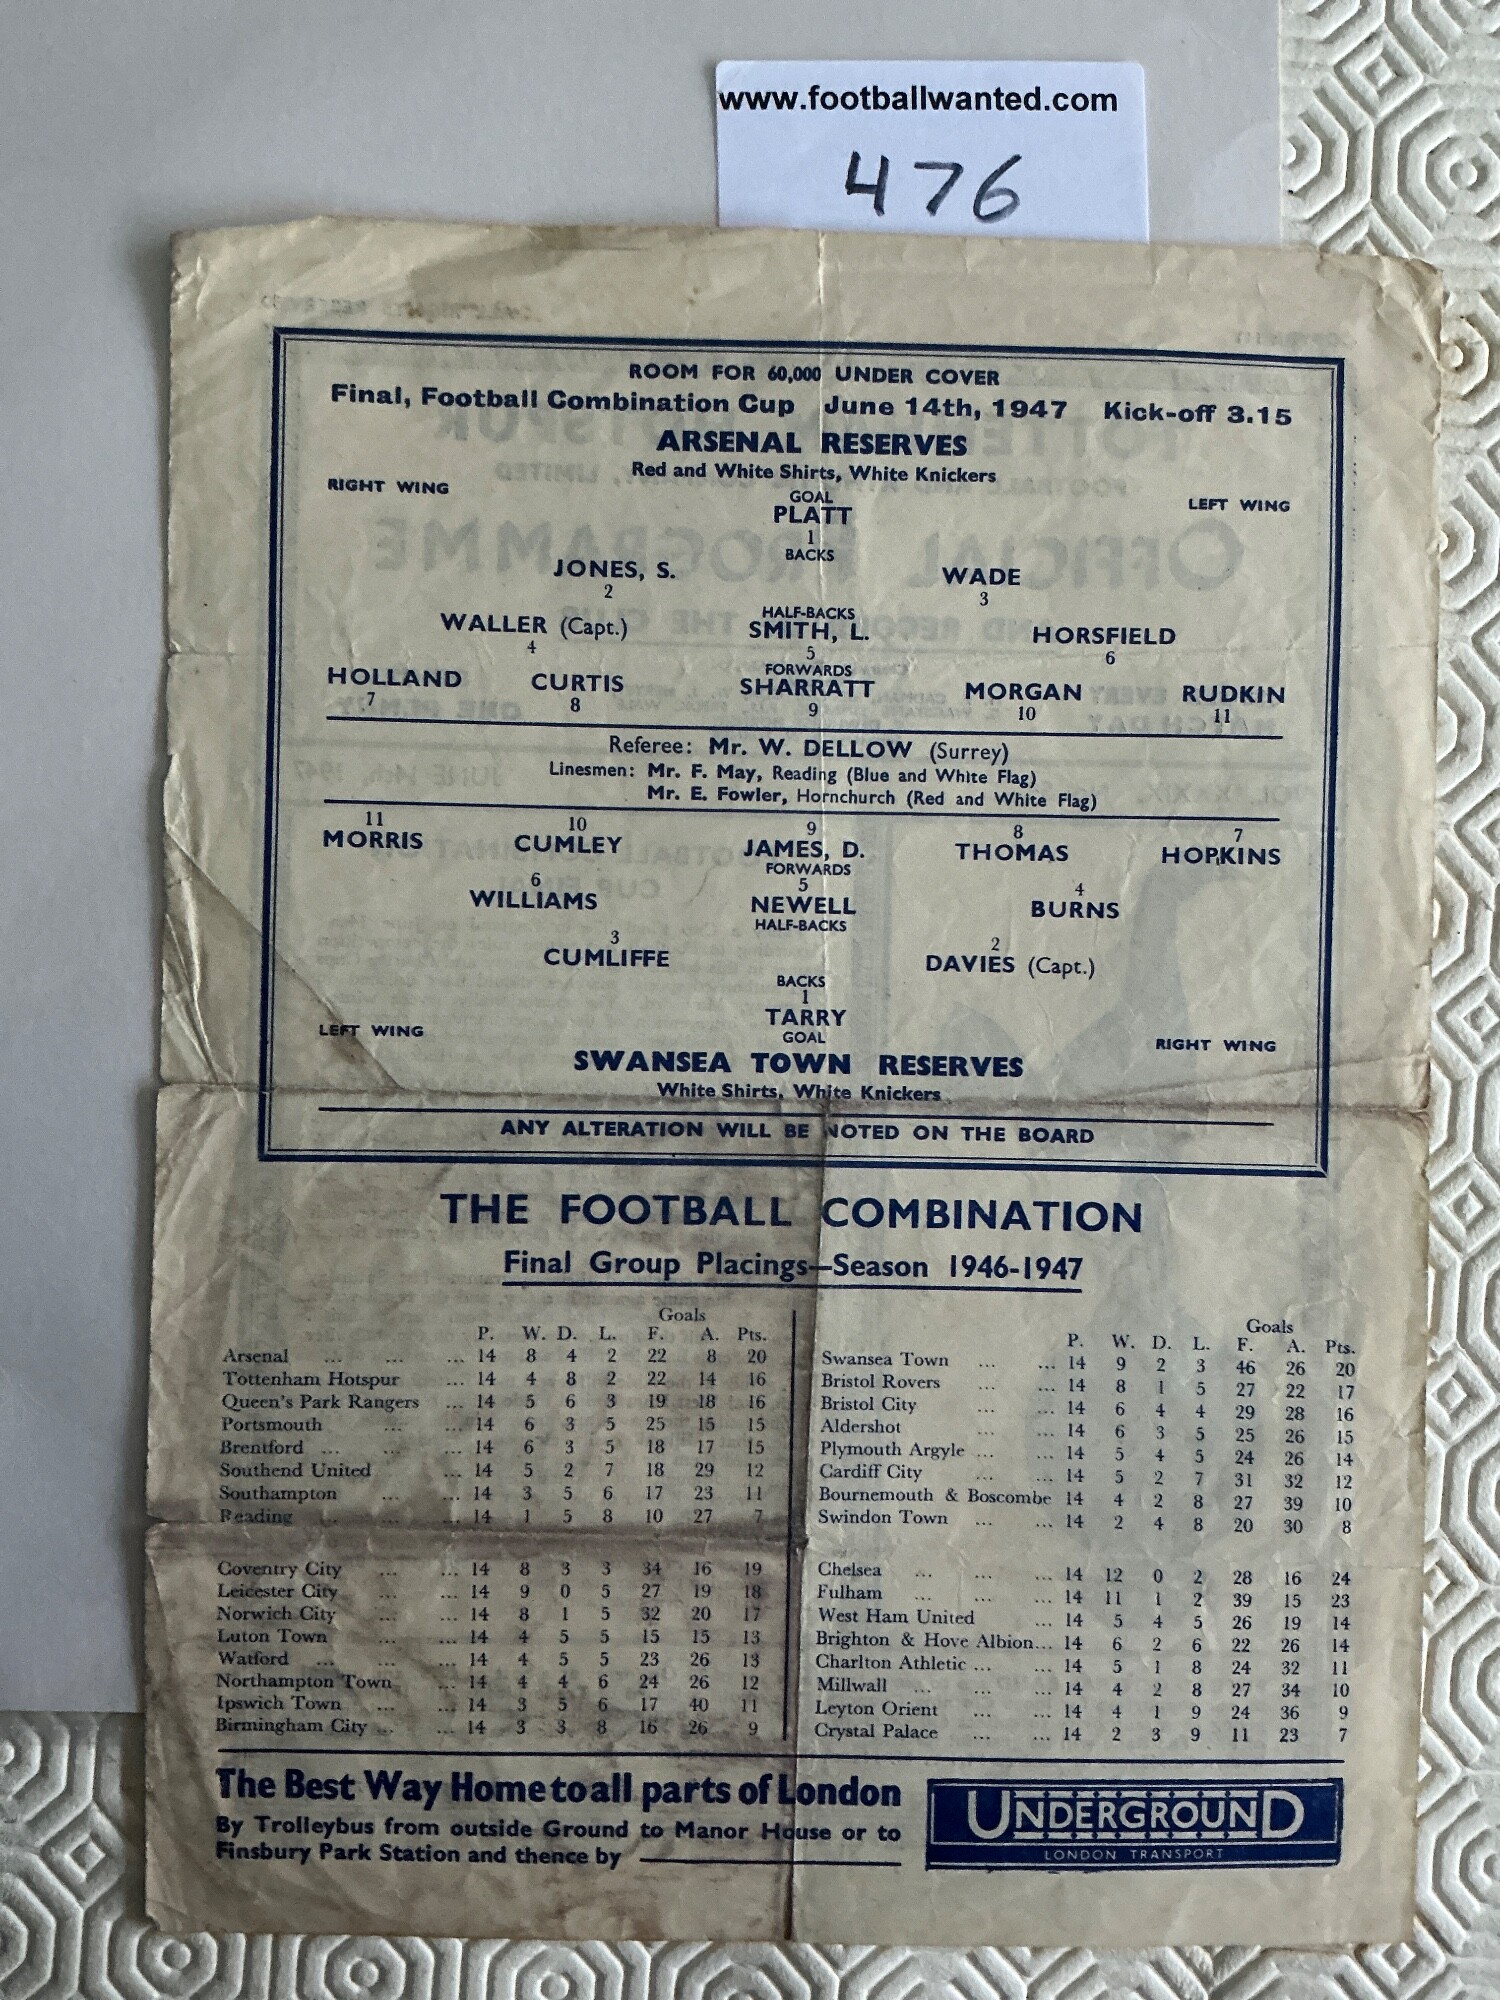 www.footballwanted.com
476
ROOM FOR 60,000 UNDER COVER
Final, Football Combination Cup June 14th, 1947 Kick-off 3.15
ARSENAL RESERVES
Red and White Shirts, White Knickers
RIGHT WING GOAL LEFT WING
PLATT
1
BACKS
JONES, S. WADE
2 3
HALF-BACKS
WALLER (Capt.) SMITH, L. HORSFIELD
4 5 6
FORWARDS
HOLLAND CURTIS SHARRATT MORGAN RUDKIN
7 8 9 10 11
Referee: Mr. W. DELLOW (Surrey)
Linesmen: Mr. F. May, Reading (Blue and White Flag)
Mr. E. Fowler, Hornchurch (Red and White Flag)
11 10 9 8 7
MORRIS CUMLEY JAMES, D. THOMAS HOPKINS
FORWARDS
6 5 4
WILLIAMS NEWELL BURNS
HALF-BACKS
3 2
CUMLIFFE DAVIES (Capt.)
BACKS
1
TARRY
LEFT WING GOAL RIGHT WING
SWANSEA TOWN RESERVES
White Shirts, White Knickers
ANY ALTERATION WILL BE NOTED ON THE BOARD
THE FOOTBALL COMBINATION
Final Group Placings—Season 1946-1947
Goals
P. W. D. L. F. A. Pts.
Arsenal ... ... ... 14 8 4 2 22 8 20
Tottenham Hotspur ... 14 4 8 2 22 14 16
Queen's Park Rangers ... 14 5 6 3 19 18 16
Portsmouth ... ... 14 6 3 5 25 15 15
Brentford ... ... ... 14 6 3 5 18 17 15
Southend United ... 14 5 2 7 18 29 12
Southampton ... ... 14 3 5 6 17 23 11
Reading ... ... ... 14 1 5 8 10 27 7
Coventry City ... ... 14 8 3 3 34 16 19
Leicester City ... ... 14 9 0 5 27 19 18
Norwich City ... ... 14 8 1 5 32 20 17
Luton Town ... ... 14 4 5 5 15 15 13
Watford ... ... ... 14 4 5 5 23 26 13
Northampton Town ... 14 4 4 6 24 26 12
Ipswich Town ... ... 14 3 5 6 17 40 11
Birmingham City ... ... 14 3 3 8 16 26 9
Goals
P. W. D. L. F. A. Pts.
Swansea Town ... ... 14 9 2 3 46 26 20
Bristol Rovers ... ... 14 8 1 5 27 22 17
Bristol City ... ... 14 6 4 4 29 28 16
Aldershot ... ... 14 6 3 5 25 26 15
Plymouth Argyle ... ... 14 5 4 5 24 26 14
Cardiff City ... ... 14 5 2 7 31 32 12
Bournemouth & Boscombe 14 4 2 8 27 39 10
Swindon Town ... ... 14 2 4 8 20 30 8
Chelsea ... ... ... 14 12 0 2 28 16 24
Fulham ... ... ... 14 11 1 2 39 15 23
West Ham United ... 14 5 4 5 26 19 14
Brighton & Hove Albion... 14 6 2 6 22 26 14
Charlton Athletic ... ... 14 5 1 8 24 32 11
Millwall ... ... ... 14 4 2 8 27 34 10
Leyton Orient ... ... 14 4 1 9 24 36 9
Crystal Palace ... ... 14 2 3 9 11 23 7
The Best Way Home to all parts of London
By Trolleybus from outside Ground to Manor House or to
Finsbury Park Station and thence by
UNDERGROUND
LONDON TRANSPORT